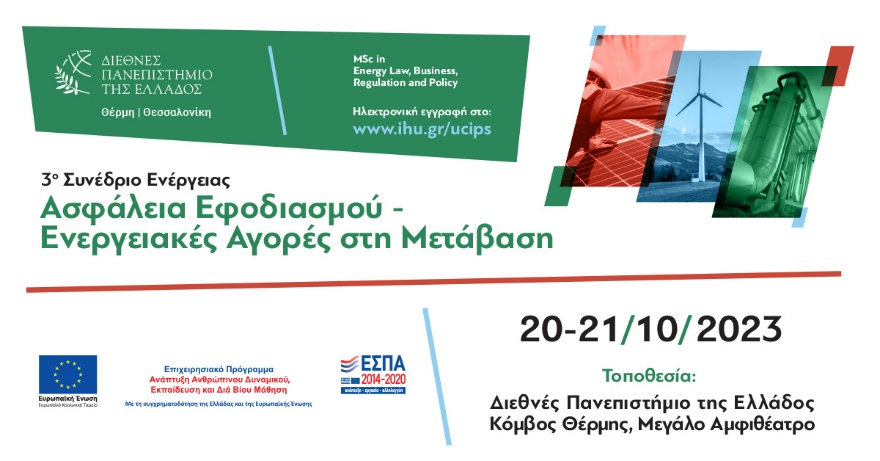 ΔΙΕΘΝΕΣ
ΠΑΝΕΠΙΣΤΗΜΙΟ
ΤΗΣ ΕΛΛΑΔΟΣ
Θέρμη | Θεσσαλονίκη
MSc in
Energy Law, Business,
Regulation and Policy
Ηλεκτρονική εγγραφή στο:
www.ihu.gr/ucips
3ο Συνέδριο Ενέργειας
Ασφάλεια Εφοδιασμού -
Ενεργειακές Αγορές στη Μετάβαση
20-21/10/2023
Τοποθεσία:
Διεθνές Πανεπιστήμιο της Ελλάδος
Κόμβος Θέρμης, Μεγάλο Αμφιθέατρο
Ευρωπαϊκή Ένωση
Ευρωπαϊκό Κοινωνικό Ταμείο
Επιχειρησιακό Πρόγραμμα
Ανάπτυξη Ανθρώπινου Δυναμικού,
Εκπαίδευση και Διά Βίου Μάθηση
Με τη συγχρηματοδότηση της Ελλάδας και της Ευρωπαϊκής Ένωσης
ΕΣΠΑ
2014-2020
ανάπτυξη - εργασία - αλληλεγγύη